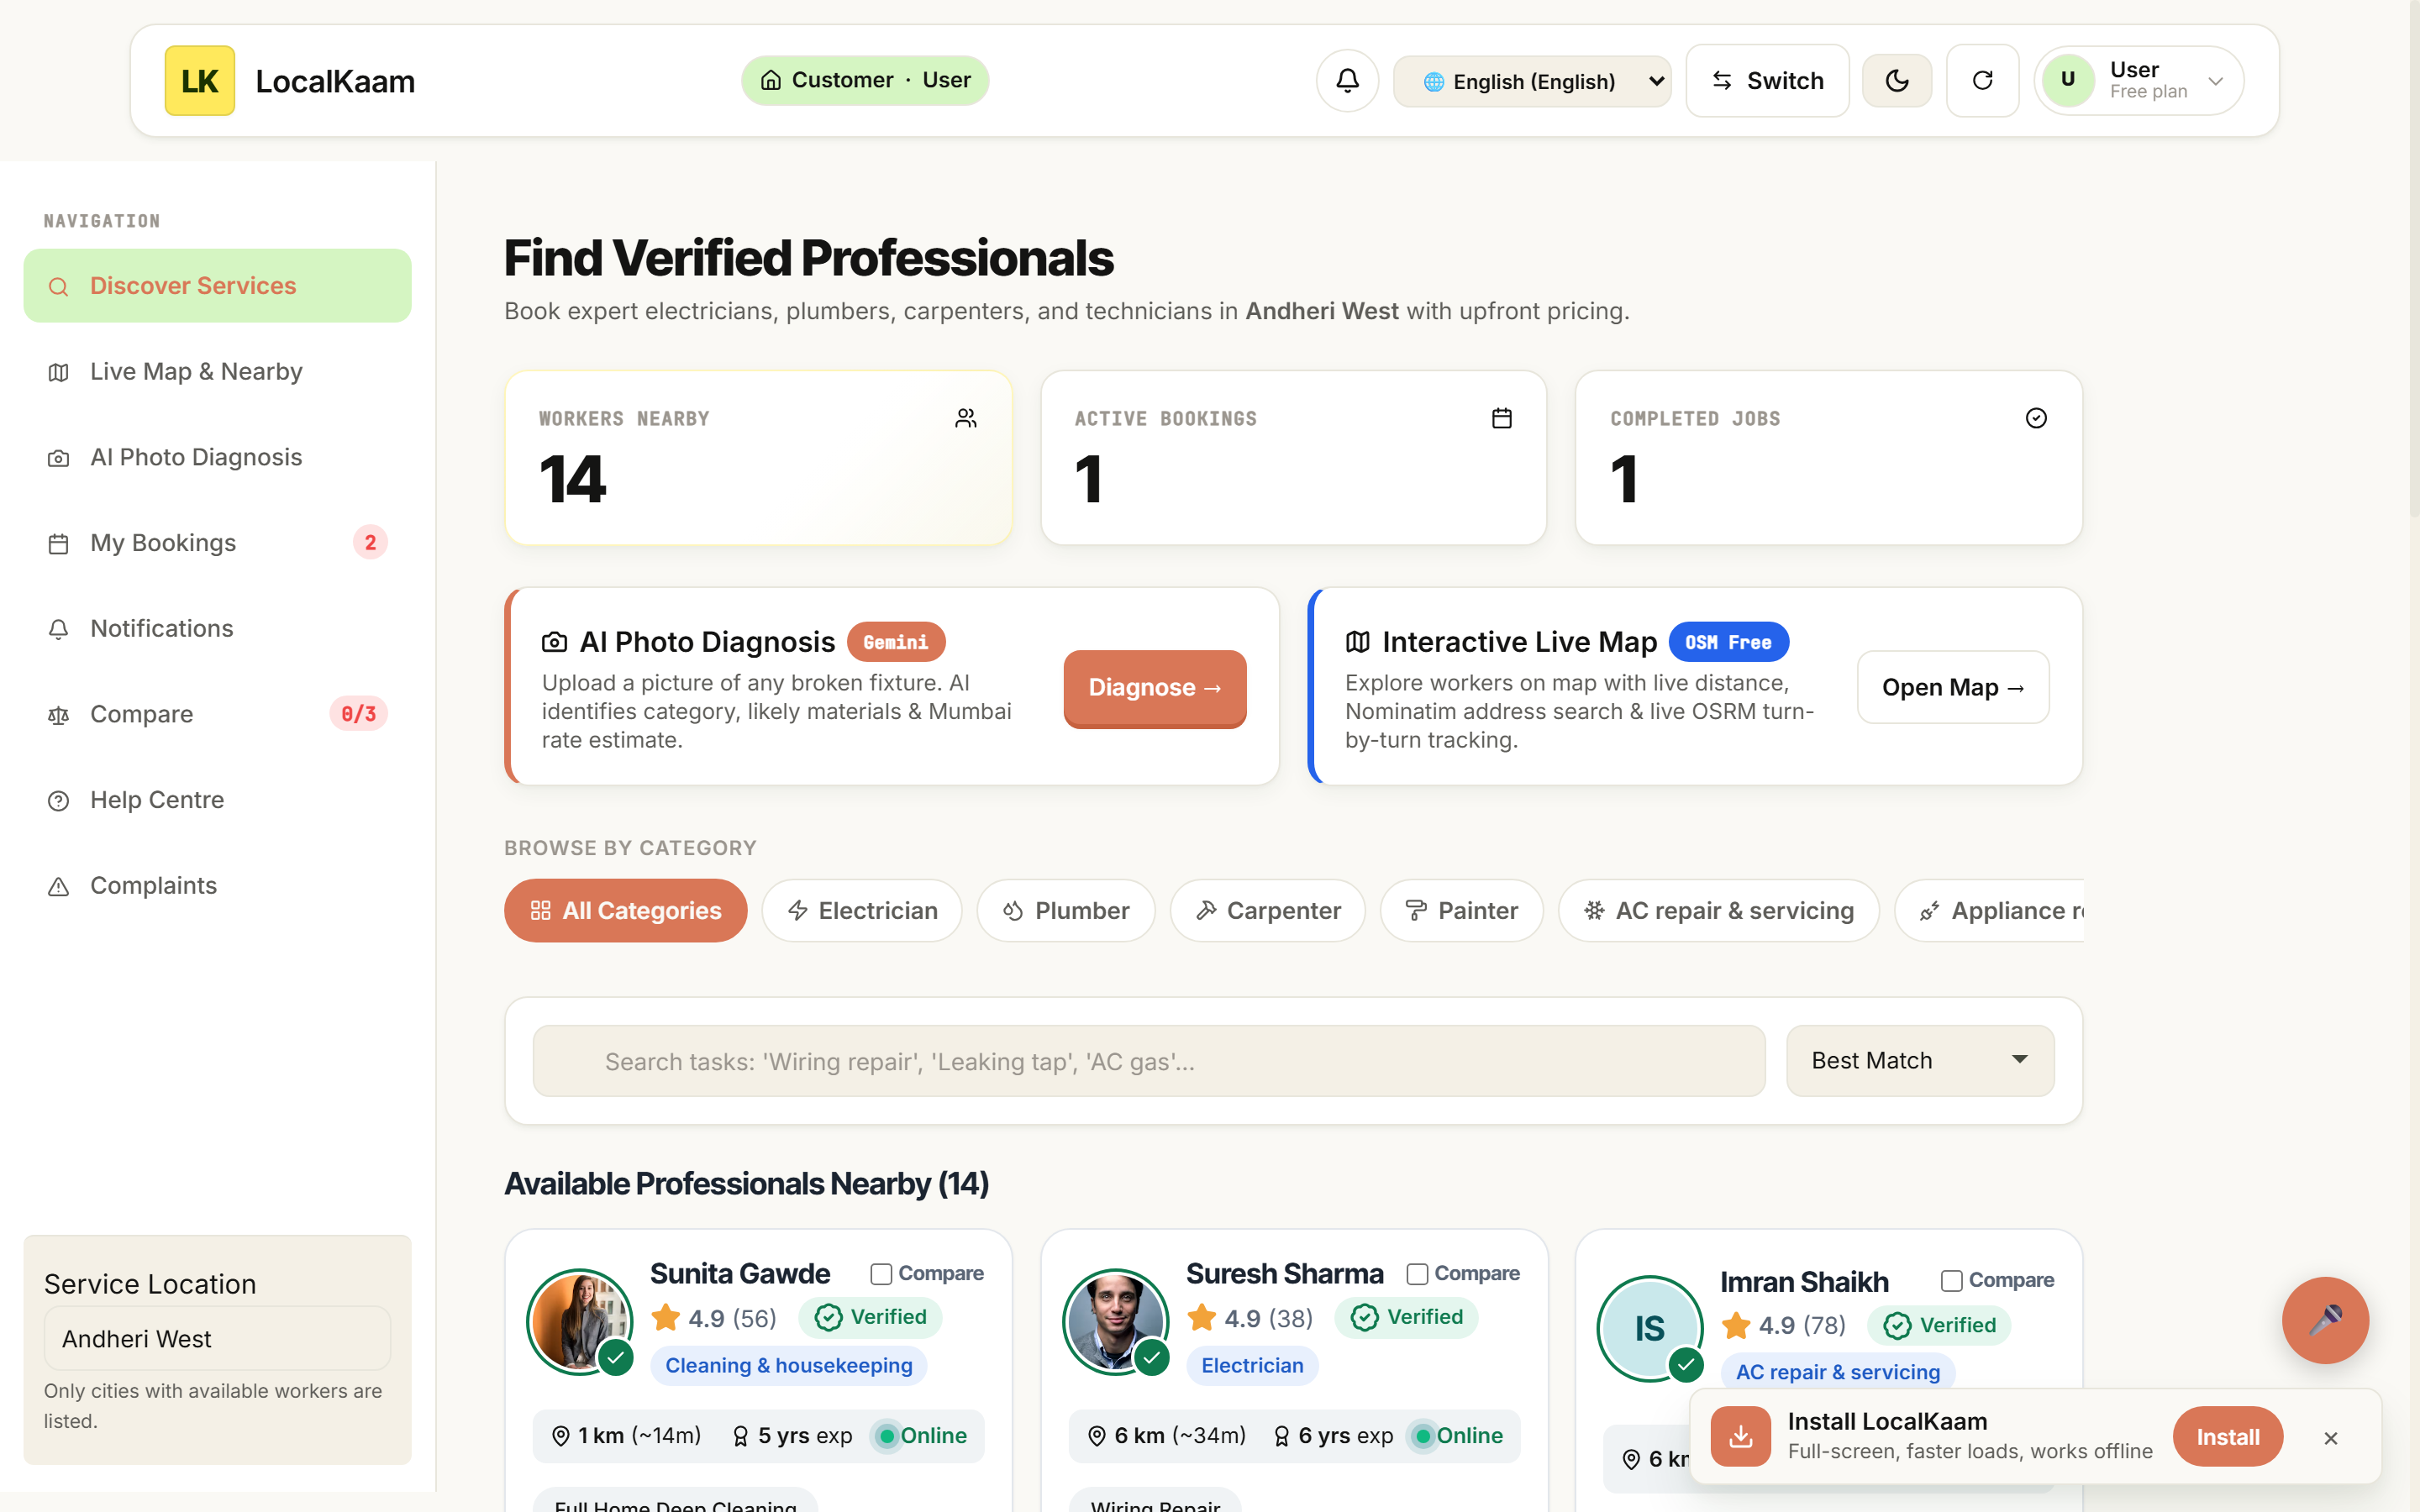 LK
LocalKaam
Customer · User
English (English)
Switch
U
User
Free plan
NAVIGATION
Discover Services
Live Map & Nearby
AI Photo Diagnosis
My Bookings
2
Notifications
Compare
0/3
Help Centre
Complaints
Service Location
Andheri West
Only cities with available workers are
listed.
Find Verified Professionals
Book expert electricians, plumbers, carpenters, and technicians in Andheri West with upfront pricing.
WORKERS NEARBY
14
ACTIVE BOOKINGS
1
COMPLETED JOBS
1
AI Photo Diagnosis
Gemini
Upload a picture of any broken fixture. AI
identifies category, likely materials & Mumbai
rate estimate.
Diagnose →
Interactive Live Map
OSM Free
Explore workers on map with live distance,
Nominatim address search & live OSRM turn-
by-turn tracking.
Open Map →
BROWSE BY CATEGORY
All Categories
Electrician
Plumber
Carpenter
Painter
AC repair & servicing
Appliance
Search tasks: 'Wiring repair', 'Leaking tap', 'AC gas'...
Best Match
Available Professionals Nearby (14)
Sunita Gawde
Compare
4.9 (56)
Verified
Cleaning & housekeeping
1 km (~14m)
5 yrs exp
Online
Full Home Deep Cleaning
Suresh Sharma
Compare
4.9 (38)
Verified
Electrician
6 km (~34m)
6 yrs exp
Online
Wiring Repair
IS
Imran Shaikh
Compare
4.9 (78)
Verified
AC repair & servicing
6
Install LocalKaam
Full-screen, faster loads, works offline
Install
×